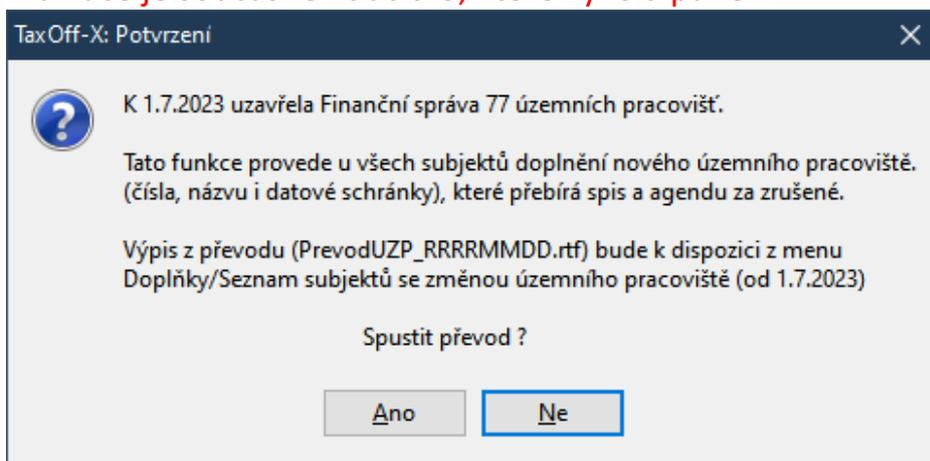 TaxOff-X: Potvrzení
K 1.7.2023 uzavřela Finanční správa 77 územních pracovišť.
Tato funkce provede u všech subjektů doplnění nového územního pracoviště.
(čísla, názvu i datové schránky), které přebírá spis a agendu za zrušené.
Výpis z převodu (PrevodUZP_RRRRMMDD.rtf) bude k dispozici z menu
Doplňky/Seznam subjektů se změnou územního pracoviště (od 1.7.2023)
Spustit převod ?
Ano
Ne